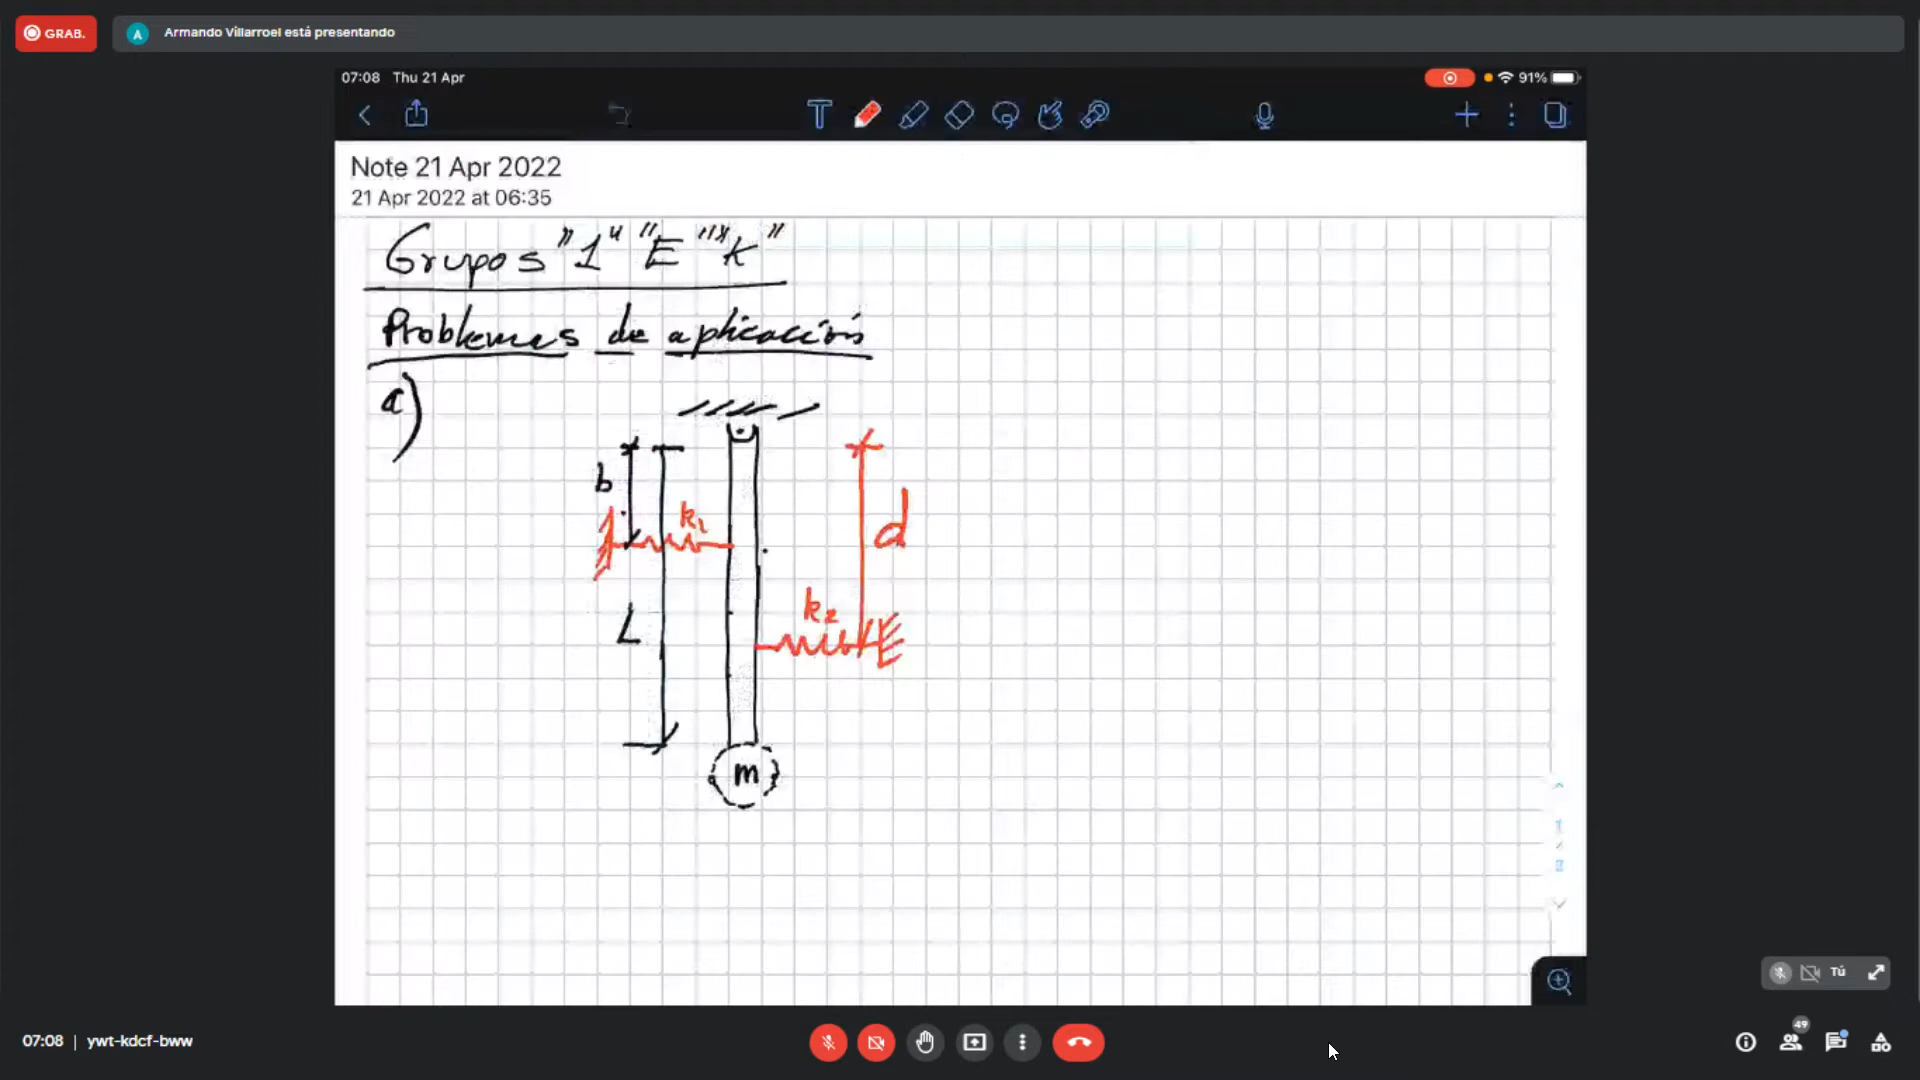 GRAB.
A Armando Villarroel está presentando
07:08 Thu 21 Apr
91%
T
Note 21 Apr 2022
21 Apr 2022 at 06:35
Grupos "1" "E" "K"
Problemas de aplicación
a)
b
k1
d
k2
L
m
Tú
07:08 | ywt-kdcf-bww
49